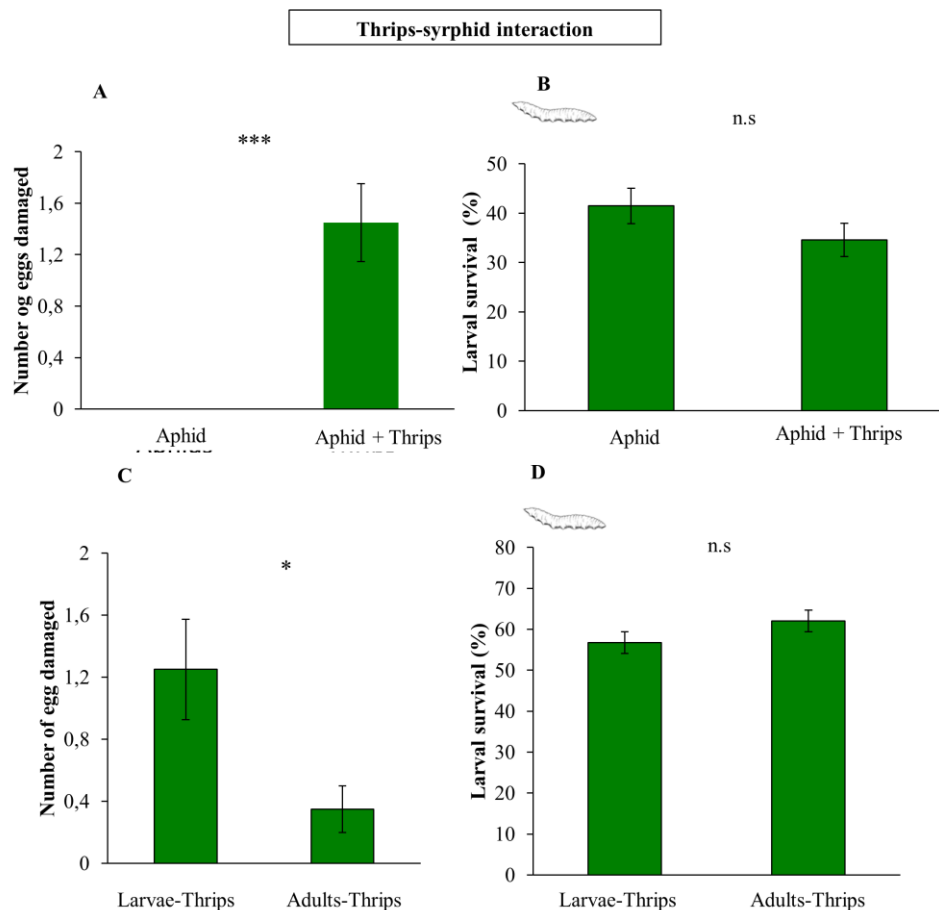 Thrips-syrphid interaction
A
***
Number og eggs damaged
2
1,6
1,2
0,8
0,4
0
Aphid
Aphid + Thrips
B
n.s
Larval survival (%)
50
40
30
20
10
0
Aphid
Aphid + Thrips
C
*
Number of egg damaged
2
1,6
1,2
0,8
0,4
0
Larvae-Thrips
Adults-Thrips
D
n.s
Larval survival (%)
80
70
60
50
40
30
20
10
0
Larvae-Thrips
Adults-Thrips